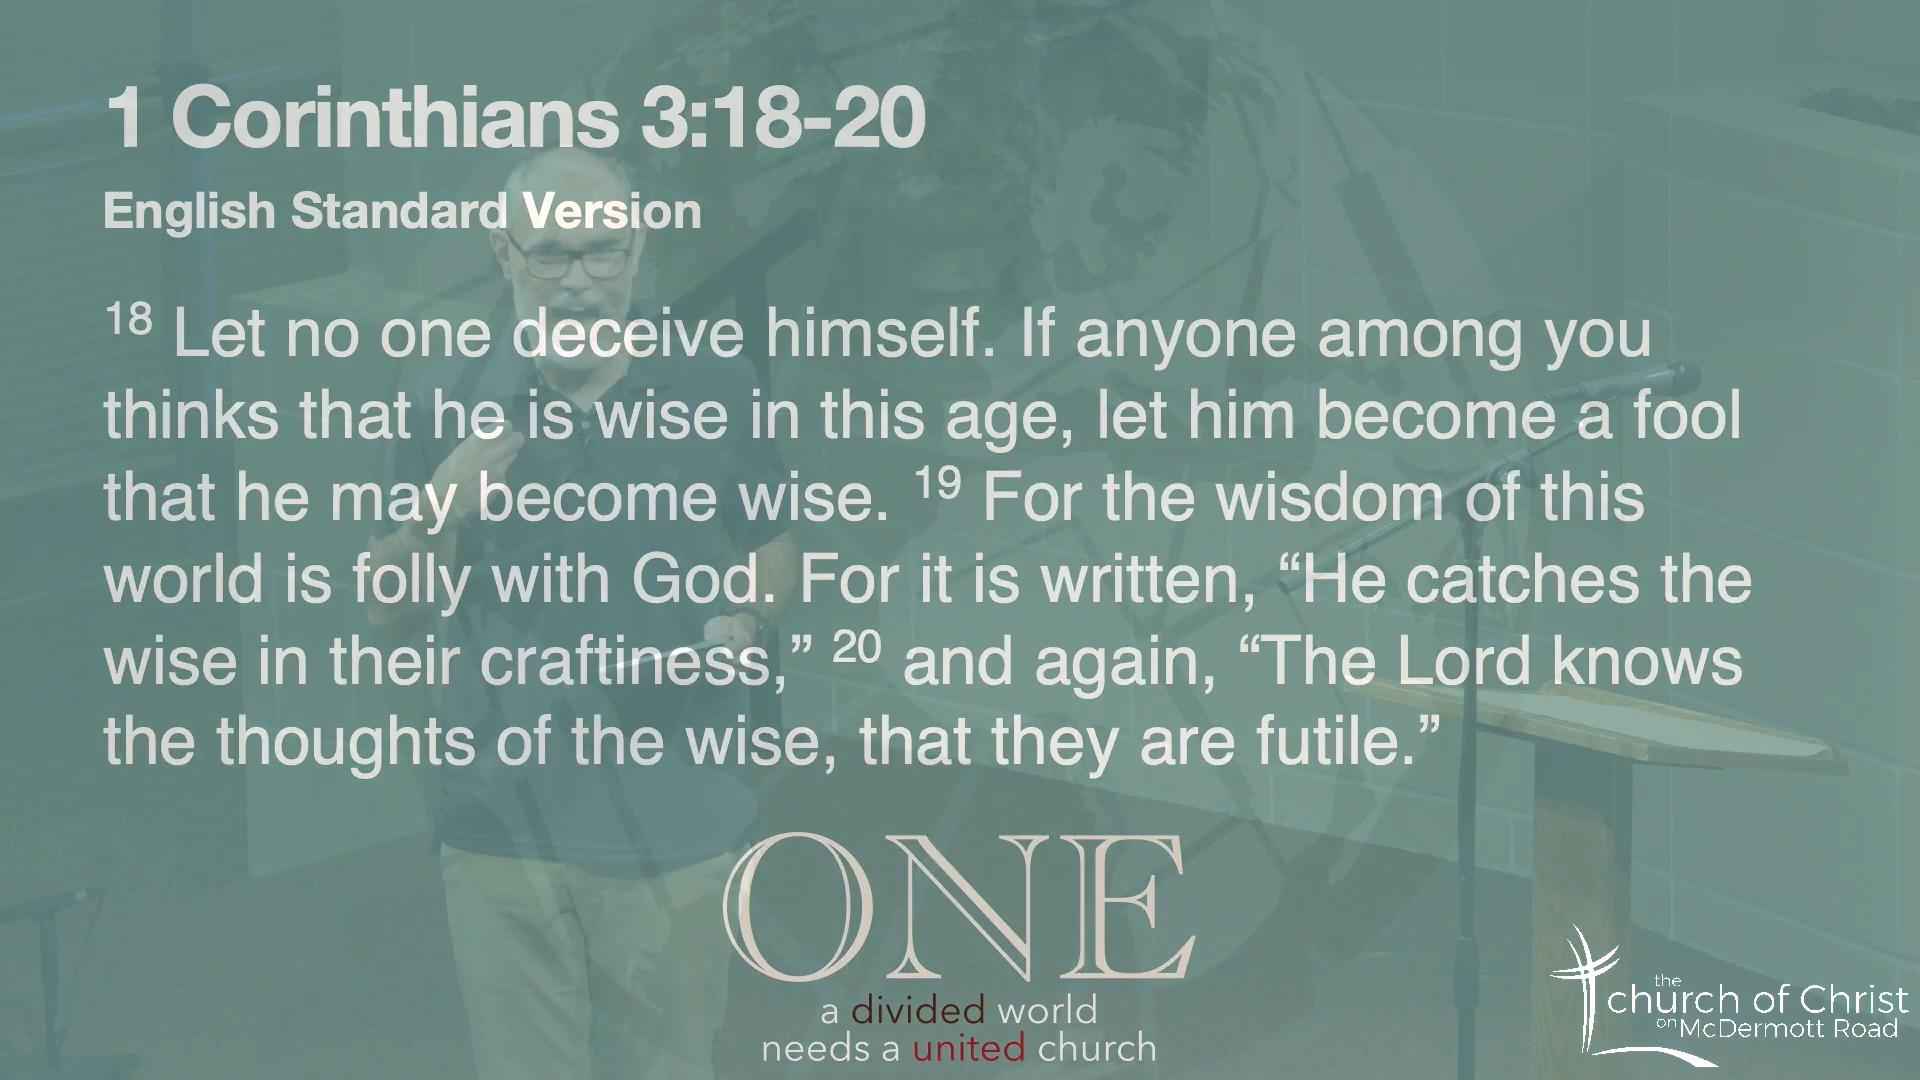 1 Corinthians 3:18-20
English Standard Version
18 Let no one deceive himself. If anyone among you
thinks that he is wise in this age, let him become a fool
that he may become wise. 19 For the wisdom of this
world is folly with God. For it is written, “He catches the
wise in their craftiness,” 20 and again, “The Lord knows
the thoughts of the wise, that they are futile.”
ONE
a divided world
needs a united church
the
church of Christ
on McDermott Road